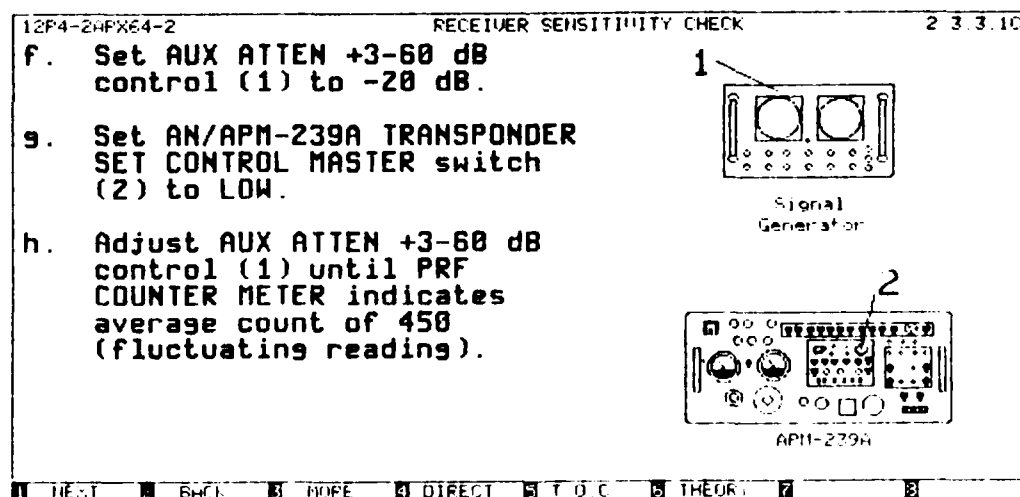 12P4-2APX64-2 RECEIVER SENSITIVITY CHECK 2 3.3.10
f. Set AUX ATTEN +3-60 dB
control (1) to -20 dB.
g. Set AN/APM-239A TRANSPONDER
SET CONTROL MASTER switch
(2) to LOW.
h. Adjust AUX ATTEN +3-60 dB
control (1) until PRF
COUNTER METER indicates
average count of 450
(fluctuating reading).
1
Signal
Generator
2
APM-239A
1 NEXT 2 BACK 3 MORE 4 DIRECT 5 T O C 6 THEORY 7 8